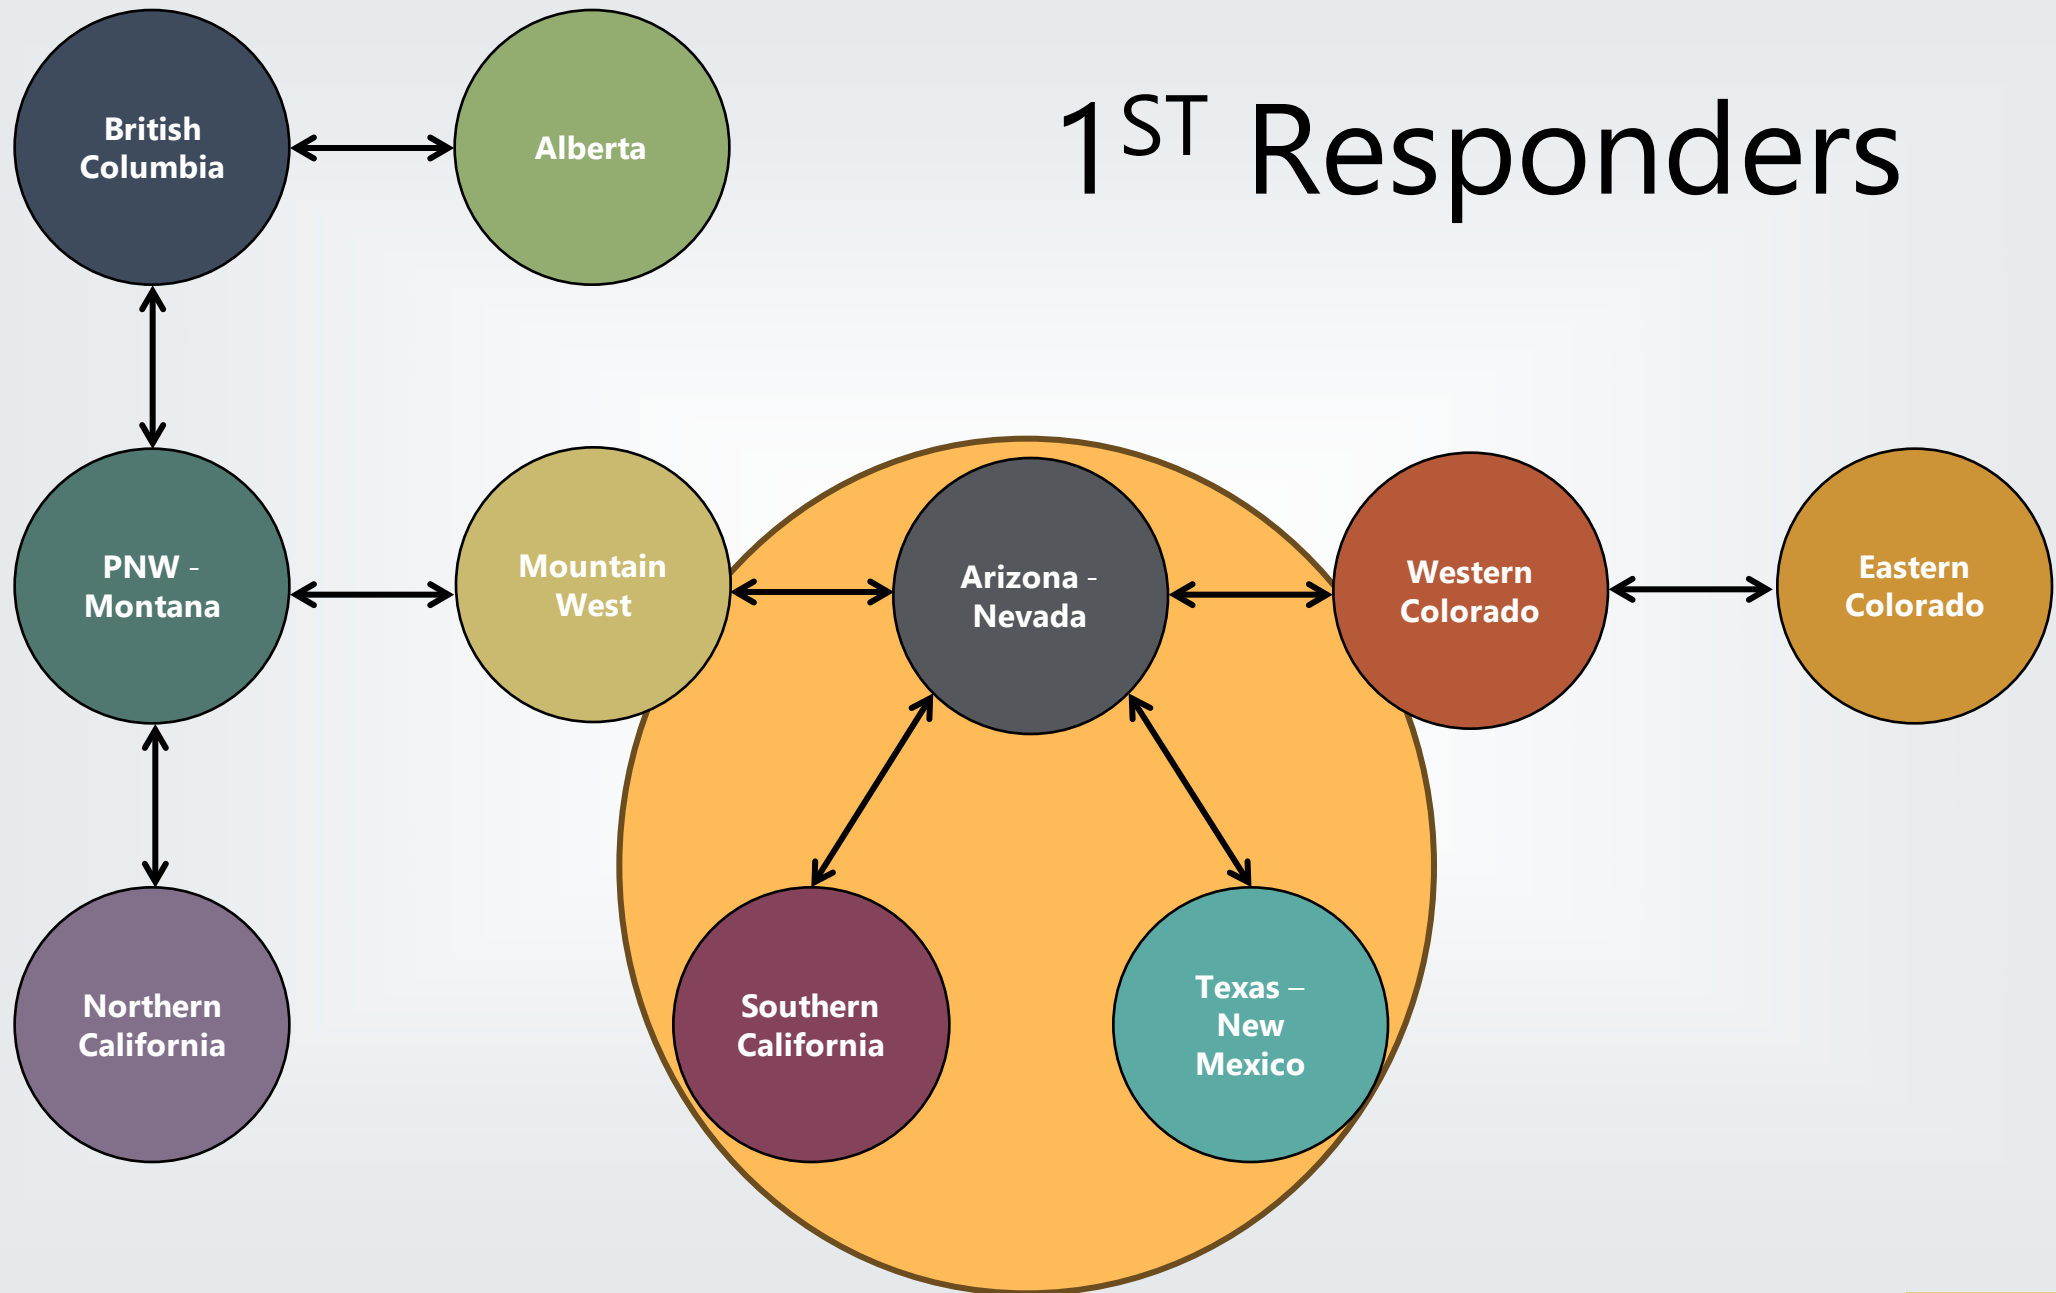 British
Columbia
Alberta
1ST Responders
PNW -
Montana
Mountain
West
Arizona -
Nevada
Western
Colorado
Eastern
Colorado
Northern
California
Southern
California
Texas –
New
Mexico